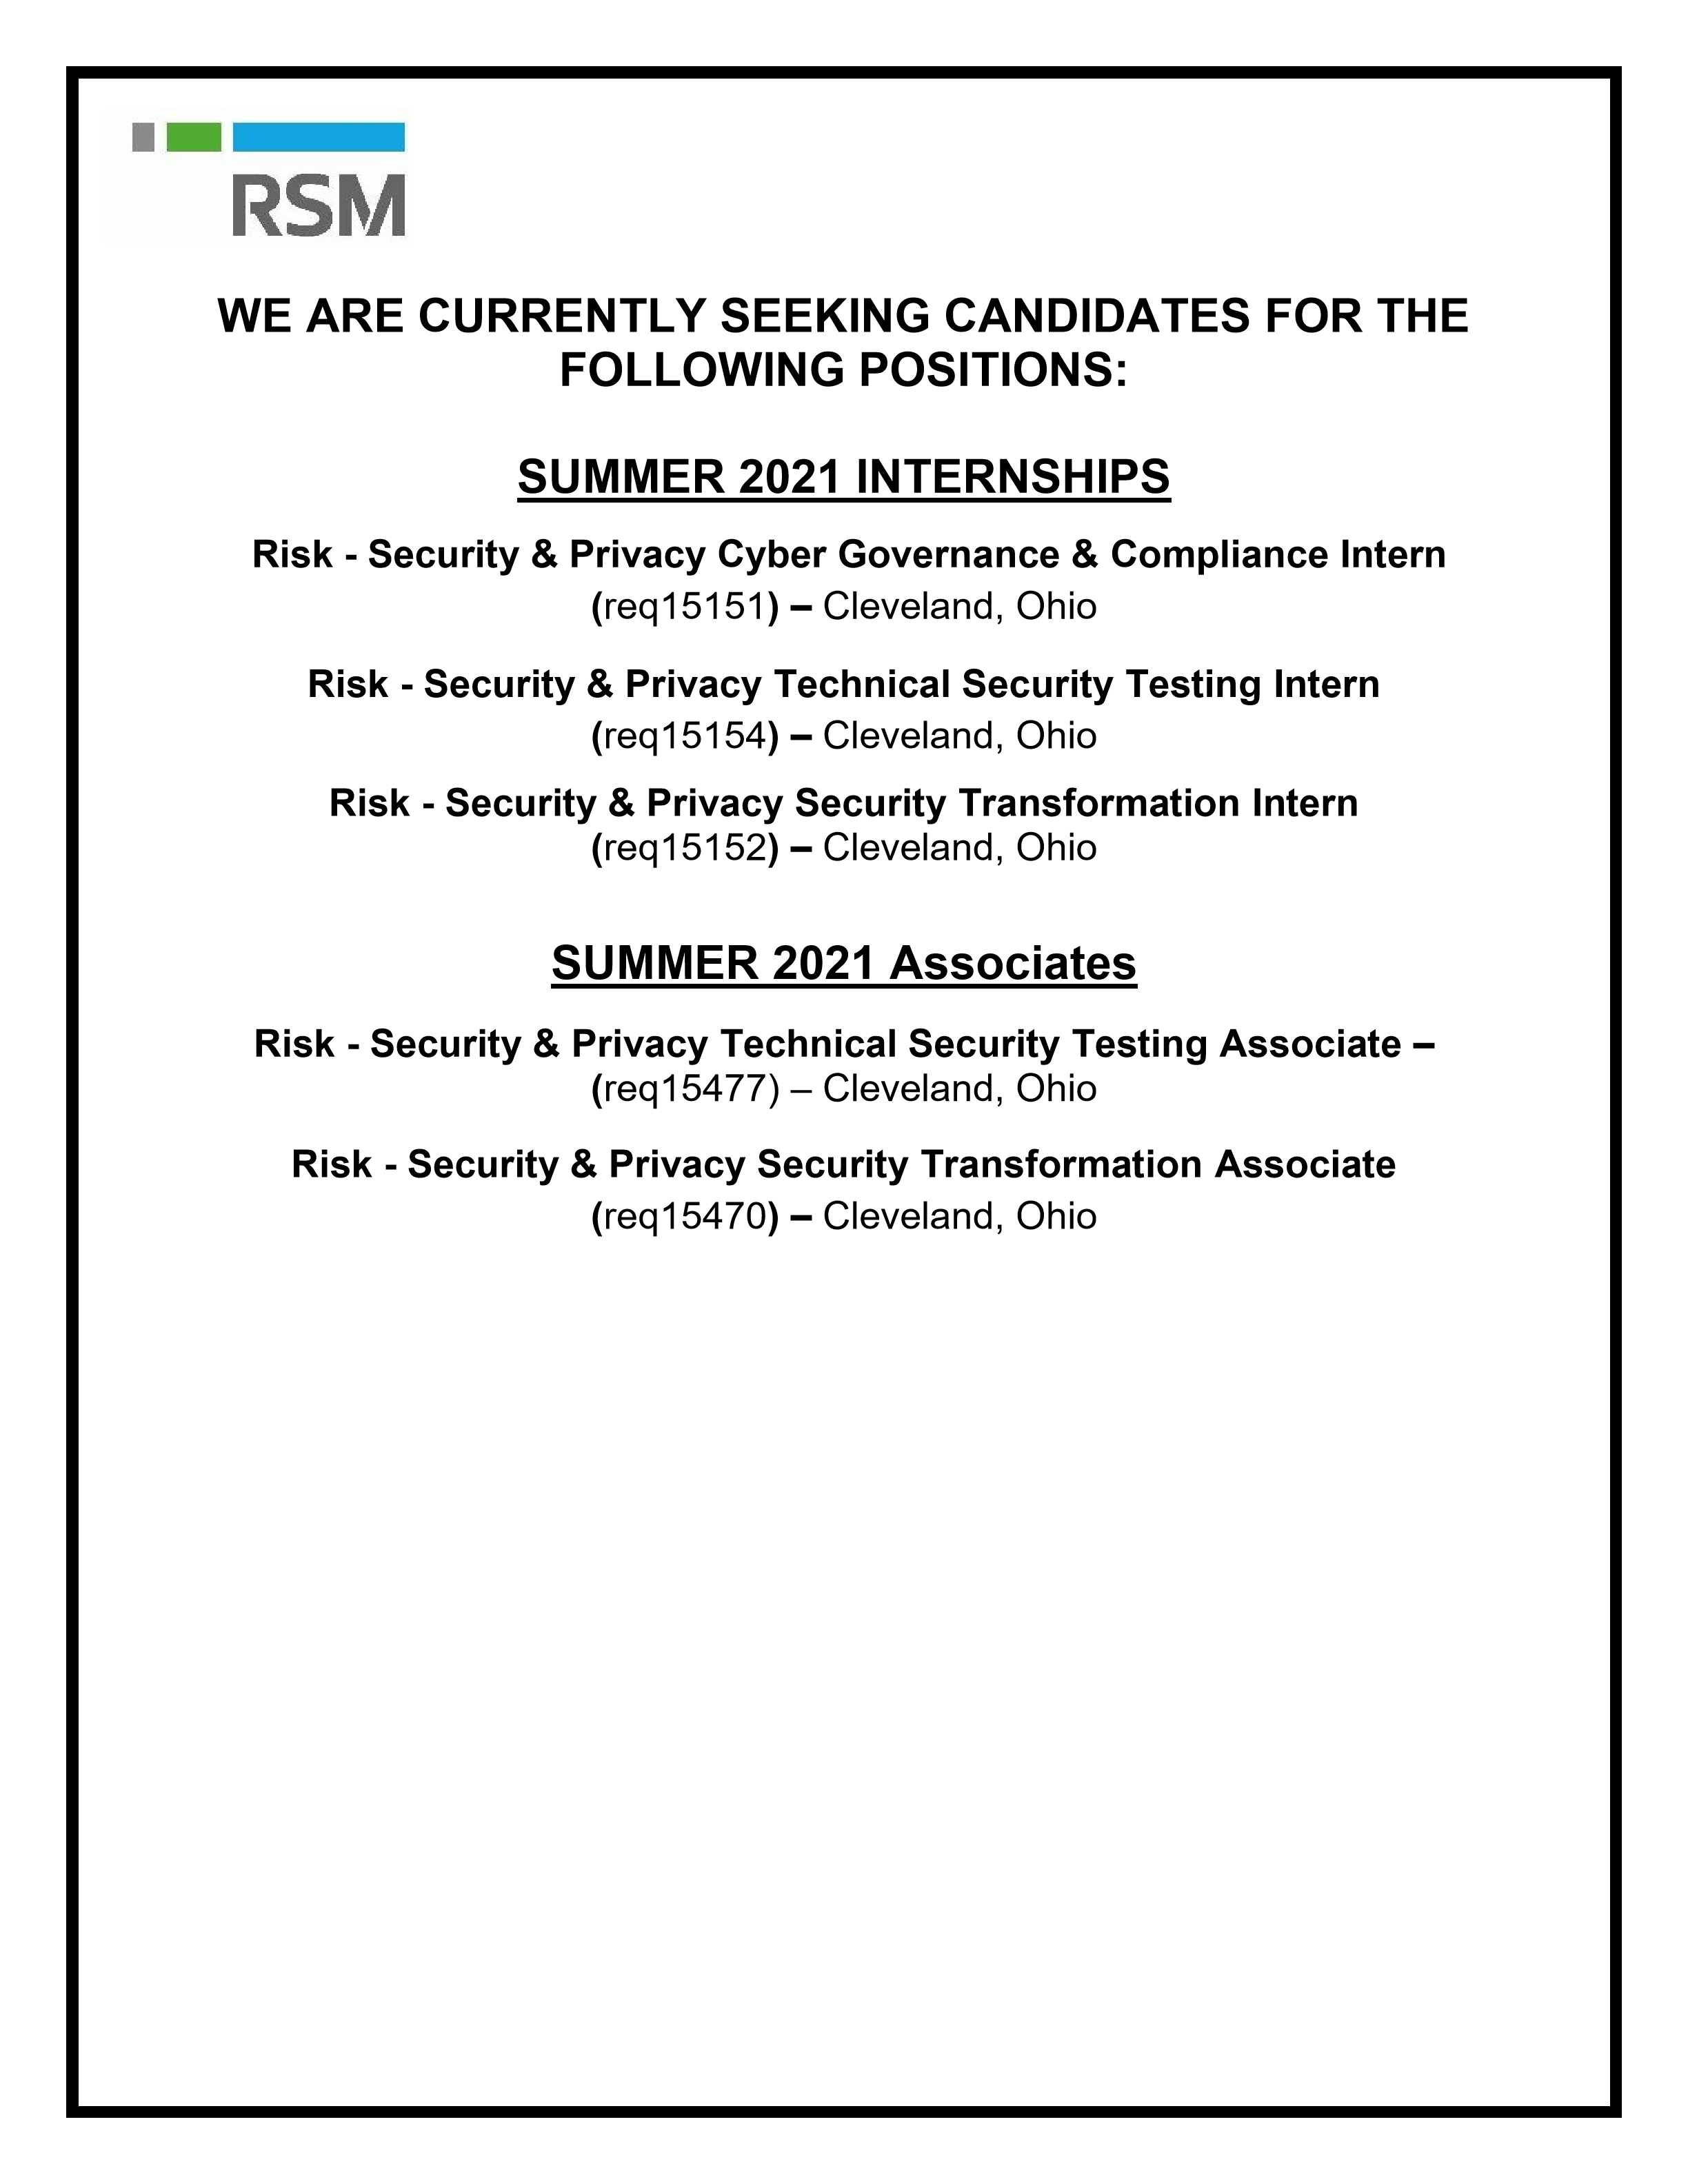 RSM
WE ARE CURRENTLY SEEKING CANDIDATES FOR THE
FOLLOWING POSITIONS:
SUMMER 2021 INTERNSHIPS
Risk - Security & Privacy Cyber Governance & Compliance Intern
(req15151) – Cleveland, Ohio
Risk - Security & Privacy Technical Security Testing Intern
(req15154) – Cleveland, Ohio
Risk - Security & Privacy Security Transformation Intern
(req15152) – Cleveland, Ohio
SUMMER 2021 Associates
Risk - Security & Privacy Technical Security Testing Associate –
(req15477) – Cleveland, Ohio
Risk - Security & Privacy Security Transformation Associate
(req15470) – Cleveland, Ohio